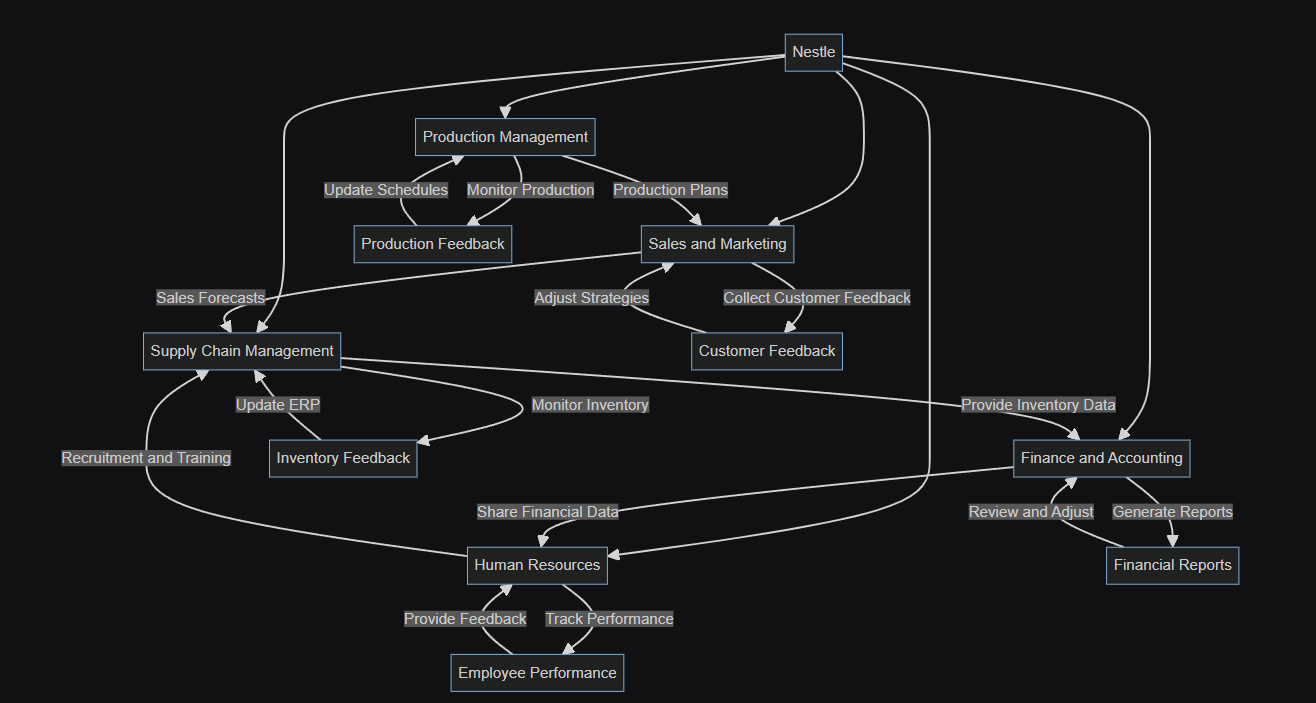 Nestle
Production Management
Update Schedules
Monitor Production
Production Plans
Production Feedback
Sales and Marketing
Sales Forecasts
Adjust Strategies
Collect Customer Feedback
Supply Chain Management
Customer Feedback
Update ERP
Monitor Inventory
Provide Inventory Data
Recruitment and Training
Inventory Feedback
Finance and Accounting
Share Financial Data
Review and Adjust
Generate Reports
Human Resources
Financial Reports
Provide Feedback
Track Performance
Employee Performance